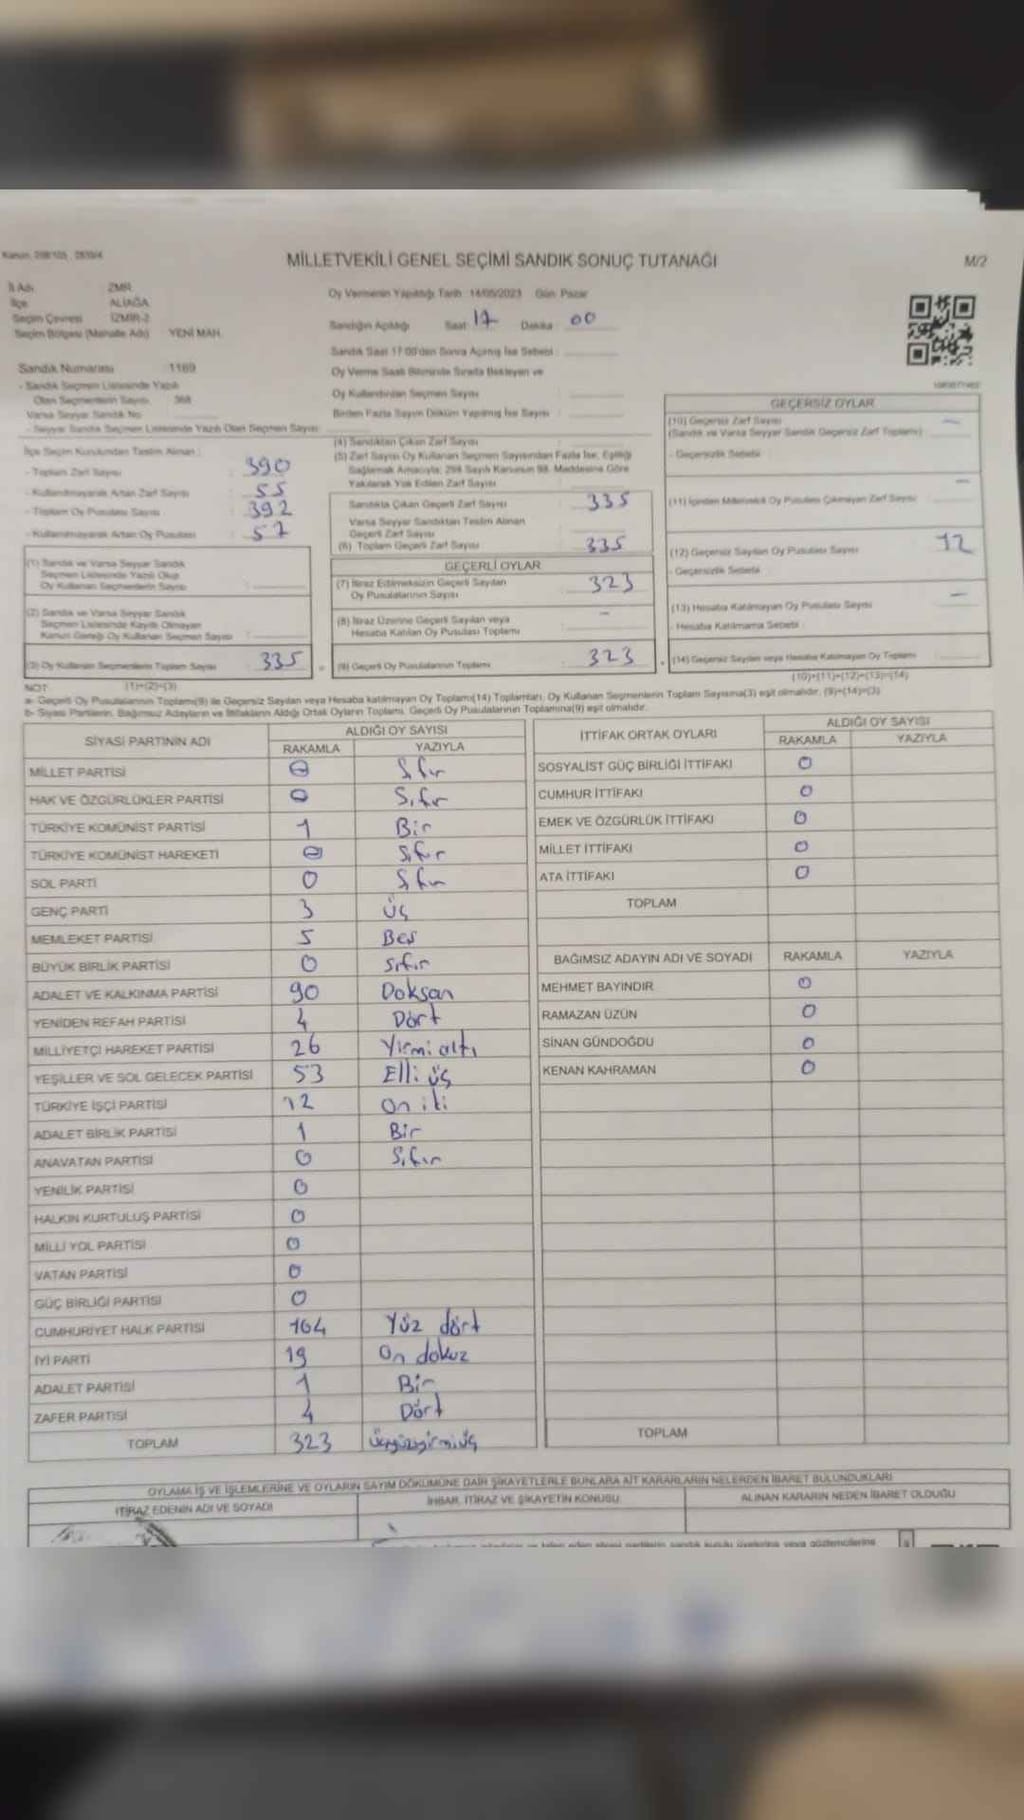 MİLLETVEKİLİ GENEL SEÇİMİ SANDIK SONUÇ TUTANAĞI
M/2
İl Adı İZMİR
İlçe ALİAĞA
Seçim Çevresi İZMİR-2
Seçim Bölgesi (Mahalle Adı) YENİ MAH.
Oy Vermenin Yapıldığı Tarih: 14/05/2023 Gün: Pazar
Sandığın Açıldığı Saat: 17 Dakika: 00
Sandık Saat 17:00'den Sonra Açılmış İse Sebebi:
Oy Verme Saati Bitiminde Sırada Bekleyen ve
Oy Kullandırılan Seçmen Sayısı
Birden Fazla Sayım Döküm Yapılmış İse Sayısı
Sandık Numarası : 1169
- Sandık Seçmen Listesinde Yazılı
Olan Seçmenlerin Sayısı: 368
Varsa Seyyar Sandık No
- Seyyar Sandık Seçmen Listesinde Yazılı Olan Seçmen Sayısı:
İlçe Seçim Kurulundan Teslim Alınan:
- Toplam Zarf Sayısı : 390
- Kullanılmayarak Artan Zarf Sayısı : 55
- Toplam Oy Pusulası Sayısı : 392
- Kullanılmayarak Artan Oy Pusulası : 57
(1) Sandık ve Varsa Seyyar Sandık
Seçmen Listesinde Yazılı Olup
Oy Kullanan Seçmenlerin Sayısı
(2) Sandık ve Varsa Seyyar Sandık
Seçmen Listesinde Kayıtlı Olmayan
Kanun Gereği Oy Kullanan Seçmen Sayısı
(3) Oy Kullanan Seçmenlerin Toplam Sayısı 335
(4) Sandıktan Çıkan Zarf Sayısı
(5) Zarf Sayısı Oy Kullanan Seçmen Sayısından Fazla İse, Eşitliği
Sağlamak Amacıyla, 298 Sayılı Kanunun 98. Maddesine Göre
Yakılarak Yok Edilen Zarf Sayısı
Sandıkta Çıkan Geçerli Zarf Sayısı 335
Varsa Seyyar Sandıktan Teslim Alınan
Geçerli Zarf Sayısı
(6) Toplam Geçerli Zarf Sayısı 335
GEÇERLİ OYLAR
(7) İtiraz Edilmeksizin Geçerli Sayılan
Oy Pusulalarının Sayısı 323
(8) İtiraz Üzerine Geçerli Sayılan veya
Hesaba Katılan Oy Pusulası Toplamı –
(9) Geçerli Oy Pusulalarının Toplamı 323
GEÇERSİZ OYLAR
(10) Geçersiz Zarf Sayısı –
(Sandık ve Varsa Seyyar Sandık Geçersiz Zarf Toplamı)
- Geçersizlik Sebebi :
(11) İçinden Milletvekili Oy Pusulası Çıkmayan Zarf Sayısı –
(12) Geçersiz Sayılan Oy Pusulası Sayısı 12
- Geçersizlik Sebebi
(13) Hesaba Katılmayan Oy Pusulası Sayısı –
- Hesaba Katılmama Sebebi
(14) Geçersiz Sayılan veya Hesaba Katılmayan Oy Toplamı
NOT: (1)+(2)=(3) (10)+(11)+(12)+(13)=(14)
a- Geçerli Oy Pusulalarının Toplamı(9) ile Geçersiz Sayılan veya Hesaba katılmayan Oy Toplamı(14) Toplamları, Oy Kullanan Seçmenlerin Toplam Sayısına(3) eşit olmalıdır. (9)+(14)=(3)
b- Siyasi Partilerin, Bağımsız Adayların ve İttifakların Aldığı Ortak Oyların Toplamı, Geçerli Oy Pusulalarının Toplamına(9) eşit olmalıdır.
SİYASİ PARTİNİN ADI ALDIĞI OY SAYISI
RAKAMLA YAZIYLA
MİLLET PARTİSİ 0 Sıfır
HAK VE ÖZGÜRLÜKLER PARTİSİ 0 Sıfır
TÜRKİYE KOMÜNİST PARTİSİ 1 Bir
TÜRKİYE KOMÜNİST HAREKETİ 0 Sıfır
SOL PARTİ 0 Sıfır
GENÇ PARTİ 3 üç
MEMLEKET PARTİSİ 5 Beş
BÜYÜK BİRLİK PARTİSİ 0 Sıfır
ADALET VE KALKINMA PARTİSİ 90 Doksan
YENİDEN REFAH PARTİSİ 4 Dört
MİLLİYETÇİ HAREKET PARTİSİ 26 Yirmi altı
YEŞİLLER VE SOL GELECEK PARTİSİ 53 Elli üç
TÜRKİYE İŞÇİ PARTİSİ 12 on iki
ADALET BİRLİK PARTİSİ 1 Bir
ANAVATAN PARTİSİ 0 Sıfır
YENİLİK PARTİSİ 0
HALKIN KURTULUŞ PARTİSİ 0
MİLLİ YOL PARTİSİ 0
VATAN PARTİSİ 0
GÜÇ BİRLİĞİ PARTİSİ 0
CUMHURİYET HALK PARTİSİ 104 Yüz dört
İYİ PARTİ 19 On dokuz
ADALET PARTİSİ 1 Bir
ZAFER PARTİSİ 4 Dört
TOPLAM 323 üçyüzyirmiüç
İTTİFAK ORTAK OYLARI ALDIĞI OY SAYISI
RAKAMLA YAZIYLA
SOSYALİST GÜÇ BİRLİĞİ İTTİFAKI 0
CUMHUR İTTİFAKI 0
EMEK VE ÖZGÜRLÜK İTTİFAKI 0
MİLLET İTTİFAKI 0
ATA İTTİFAKI 0
TOPLAM
BAĞIMSIZ ADAYIN ADI VE SOYADI RAKAMLA YAZIYLA
MEHMET BAYINDIR 0
RAMAZAN UZUN 0
SİNAN GÜNDOĞDU 0
KENAN KAHRAMAN 0
TOPLAM
OYLAMA İŞ VE İŞLEMLERİNE VE OYLARIN SAYIM DÖKÜMÜNE DAİR ŞİKAYETLERLE BUNLARA AİT KARARLARIN NELERDEN İBARET BULUNDUKLARI
İTİRAZ EDENİN ADI VE SOYADI İHBAR, İTİRAZ VE ŞİKAYETİN KONUSU ALINAN KARARIN NEDEN İBARET OLDUĞU